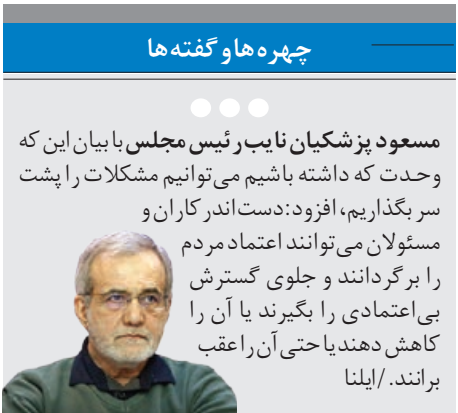 چهره‌ها و گفته‌ها
مسعود پزشکیان نایب رئیس مجلس با بیان این که
وحدت که داشته باشیم می‌توانیم مشکلات را پشت
سر بگذاریم، افزود: دست‌اندرکاران و
مسئولان می‌توانند اعتماد مردم
را برگردانند و جلوی گسترش
بی‌اعتمادی را بگیرند یا آن را
کاهش دهند یا حتی آن را عقب
برانند. /ایلنا